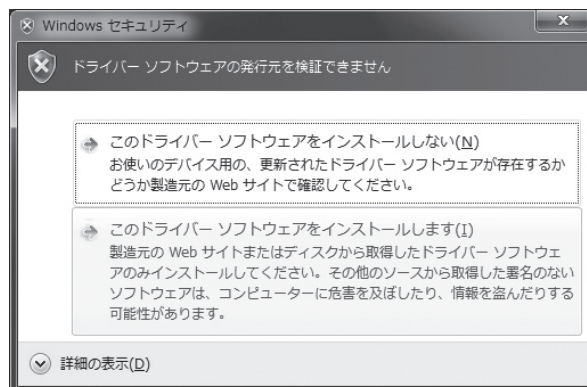 Windows セキュリティ
ドライバー ソフトウェアの発行元を検証できません
このドライバー ソフトウェアをインストールしない(N)
お使いのデバイス用の、更新されたドライバー ソフトウェアが存在するか
どうか製造元の Web サイトで確認してください。
このドライバー ソフトウェアをインストールします(I)
製造元の Web サイトまたはディスクから取得したドライバー ソフトウェ
アのみインストールしてください。その他のソースから取得した署名のない
ソフトウェアは、コンピューターに危害を及ぼしたり、情報を盗んだりする
可能性があります。
詳細の表示(D)